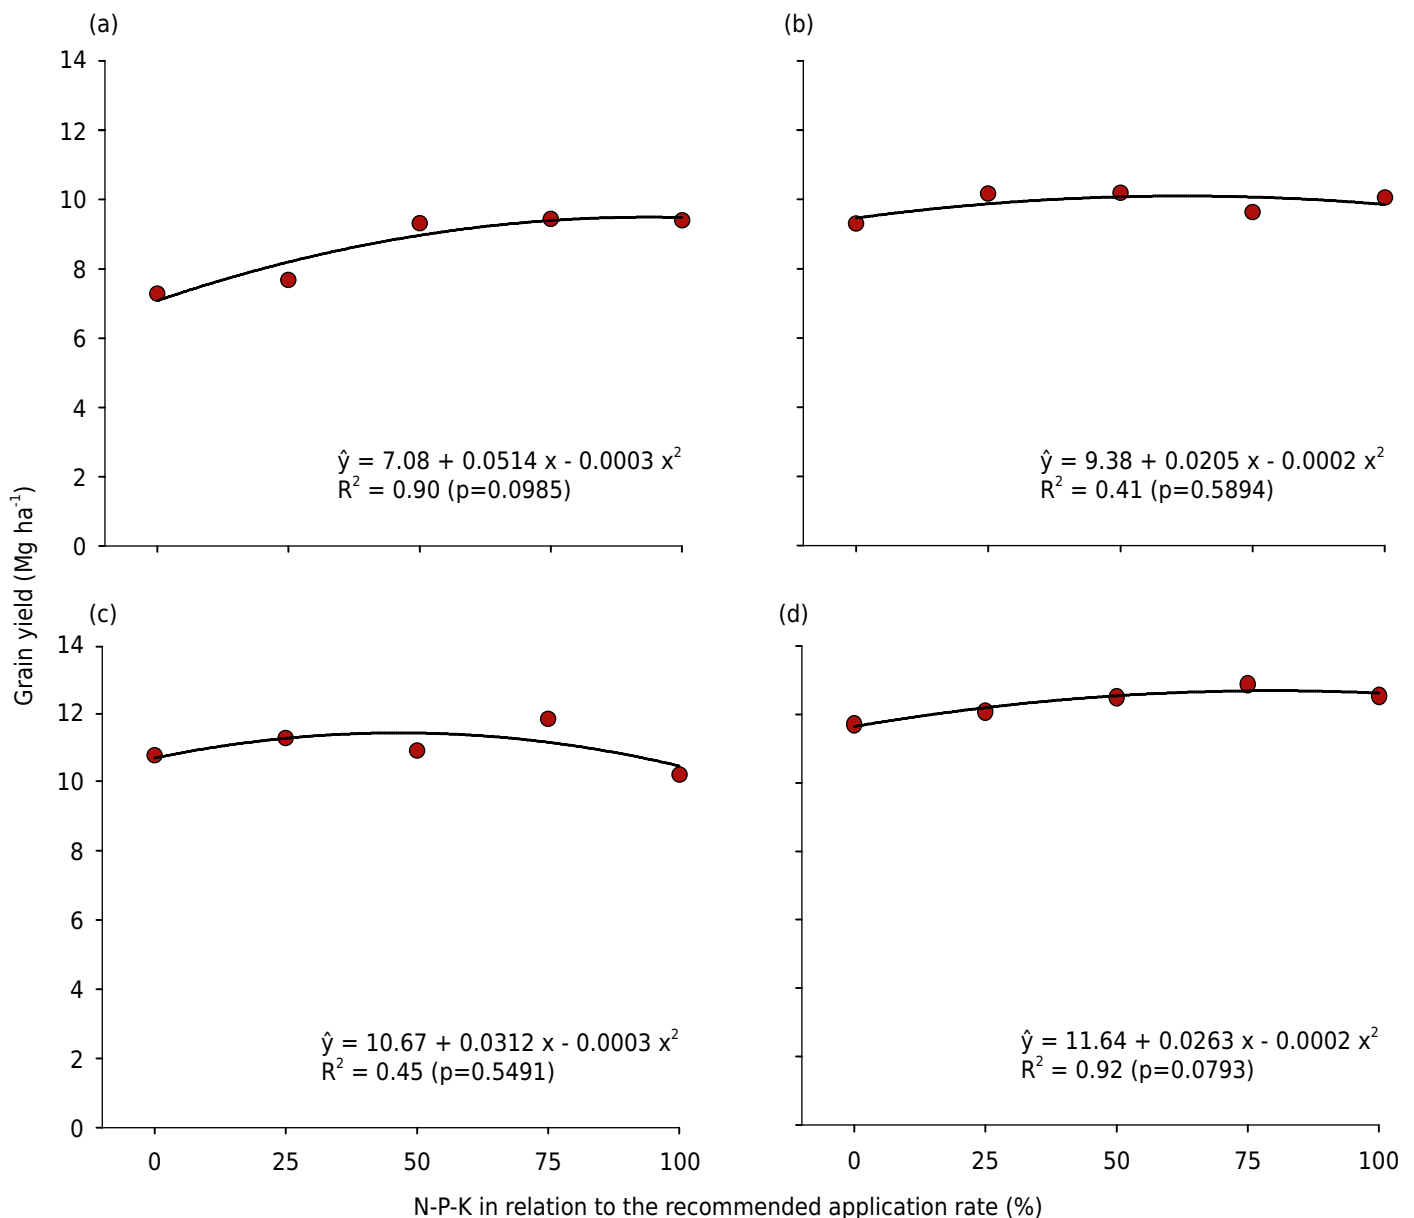 (a)
(b)
14
12
10
8
6
4
2
0
ŷ = 7.08 + 0.0514 x - 0.0003 x²
R² = 0.90 (p=0.0985)
ŷ = 9.38 + 0.0205 x - 0.0002 x²
R² = 0.41 (p=0.5894)
Grain yield (Mg ha⁻¹)
(c)
(d)
14
12
10
8
6
4
2
0
ŷ = 10.67 + 0.0312 x - 0.0003 x²
R² = 0.45 (p=0.5491)
ŷ = 11.64 + 0.0263 x - 0.0002 x²
R² = 0.92 (p=0.0793)
0 25 50 75 100
0 25 50 75 100
N-P-K in relation to the recommended application rate (%)